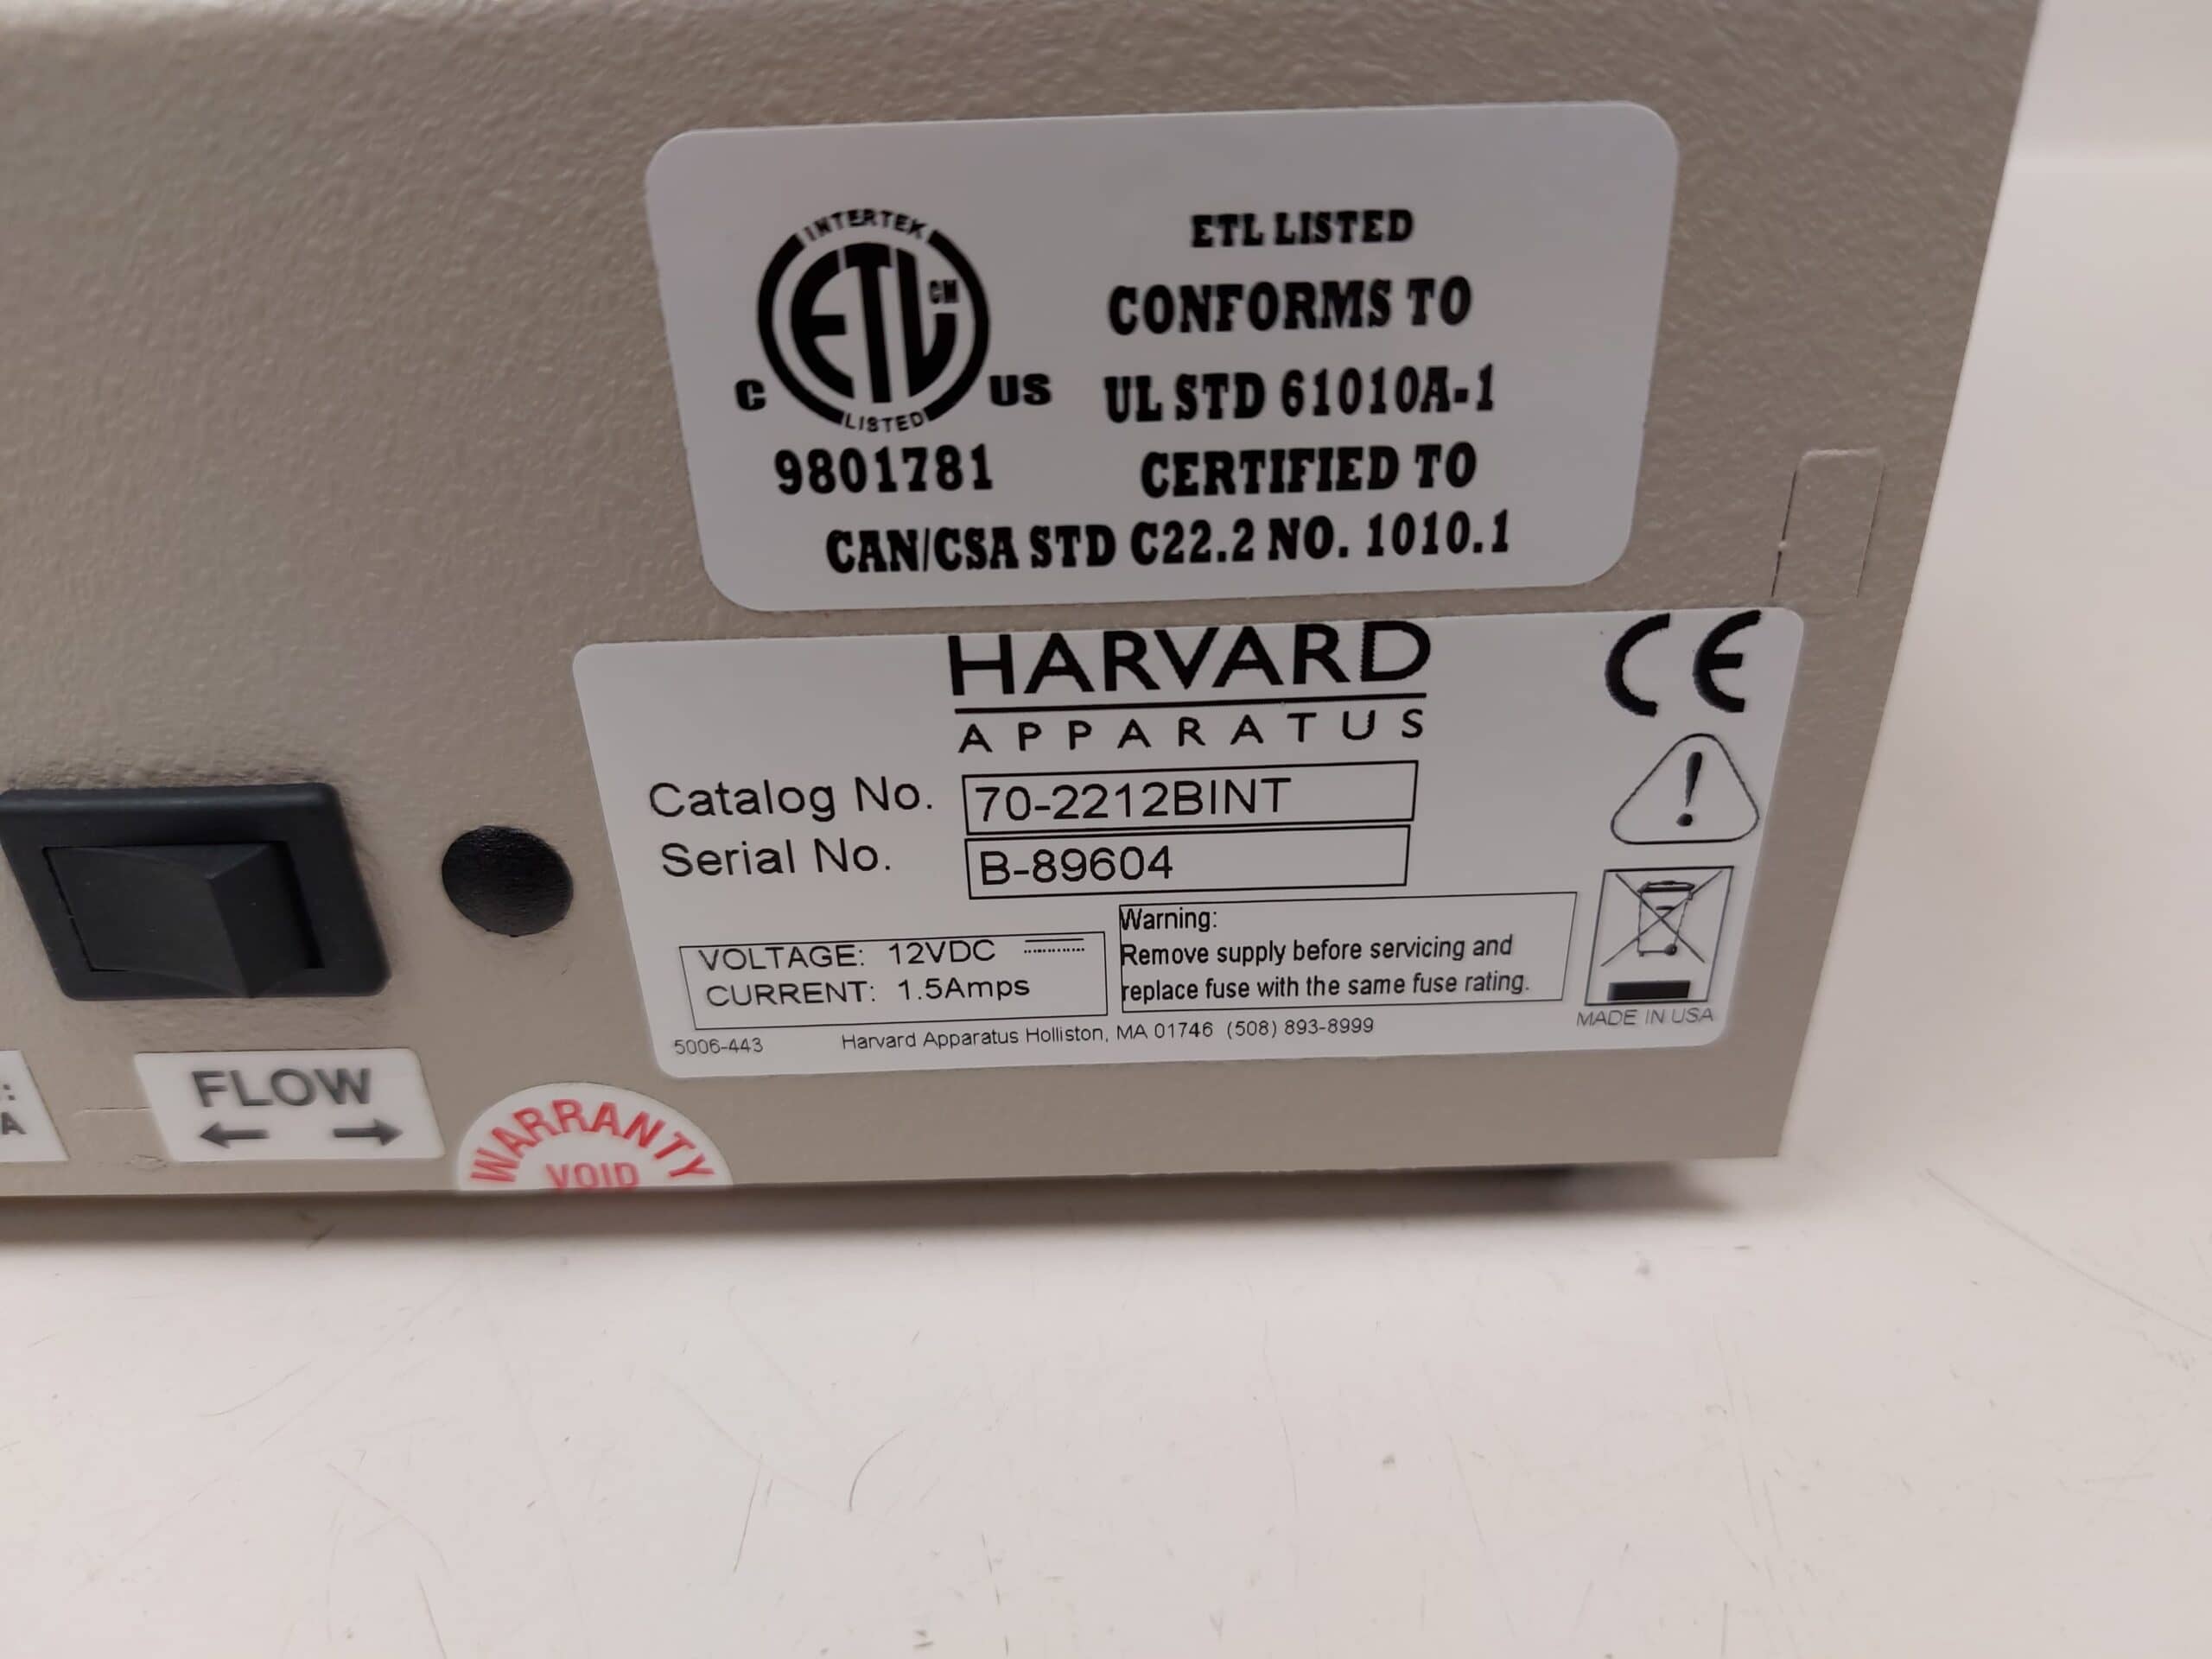 INTERTEK
ETL CM
LISTED
C US
9801781
ETL LISTED
CONFORMS TO
UL STD 61010A-1
CERTIFIED TO
CAN/CSA STD C22.2 NO. 1010.1
HARVARD
APPARATUS
CE
Catalog No. 70-2212BINT
Serial No. B-89604
VOLTAGE: 12VDC
CURRENT: 1.5Amps
Warning:
Remove supply before servicing and
replace fuse with the same fuse rating.
5006-443
Harvard Apparatus Holliston, MA 01746 (508) 893-8999
MADE IN USA
:
A
FLOW
WARRANTY
VOID